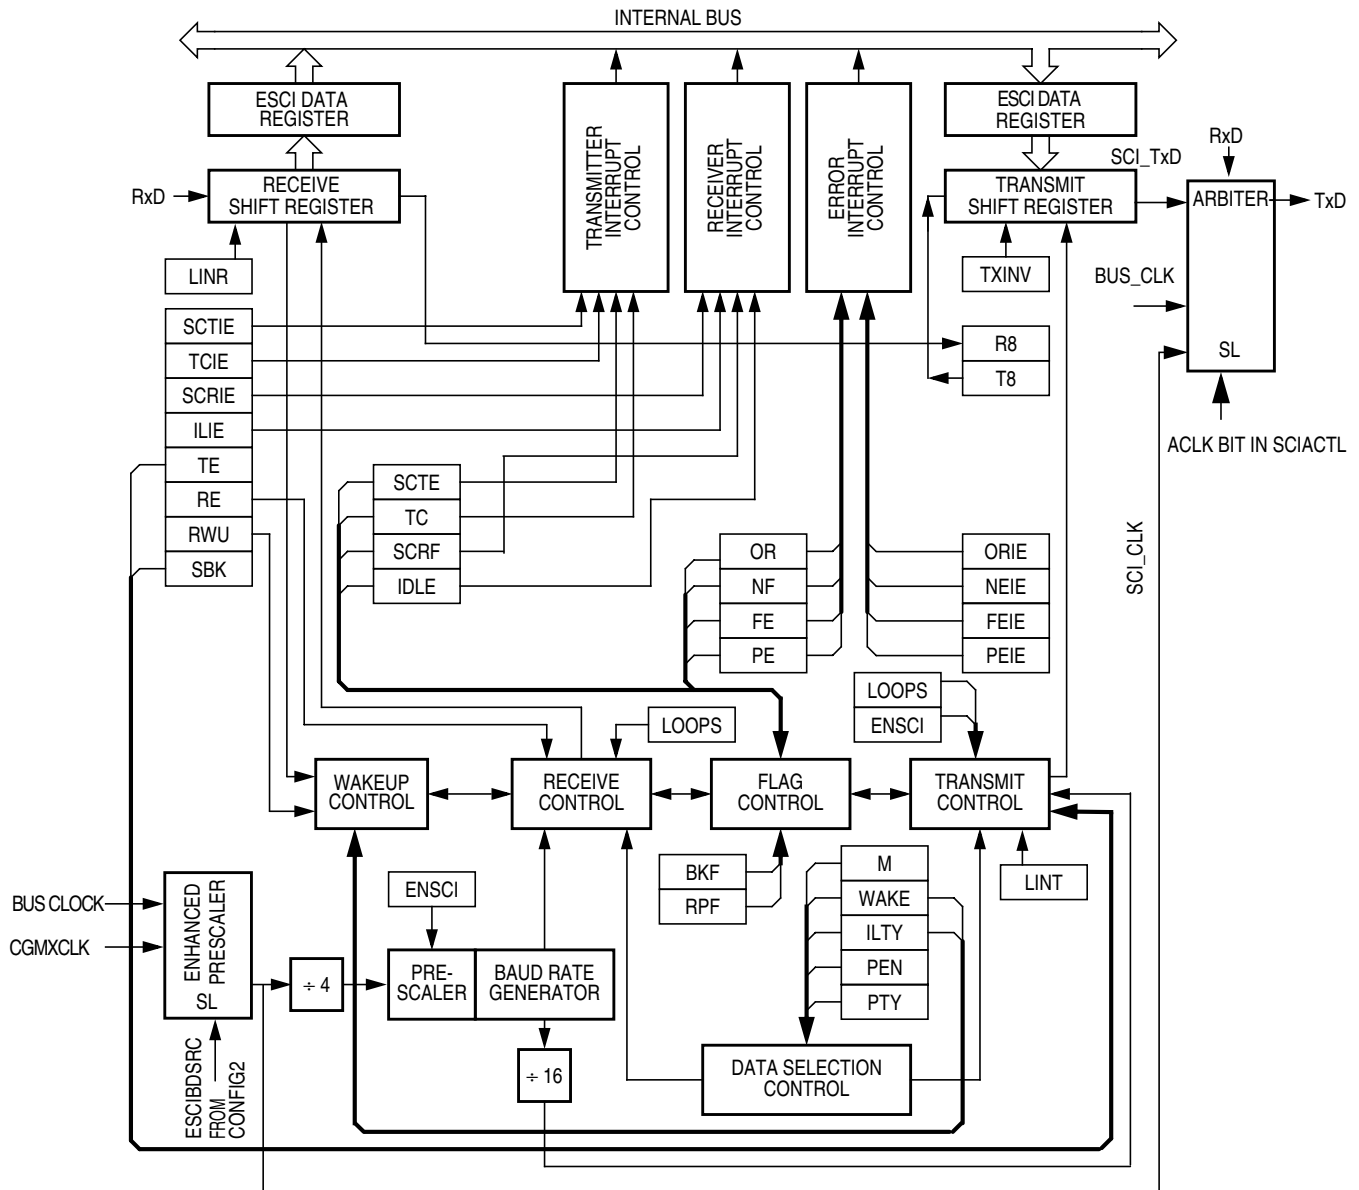 INTERNAL BUS
ESCI DATA
REGISTER
ESCI DATA
REGISTER
TRANSMITTER
INTERRUPT
CONTROL
RECEIVER
INTERRUPT
CONTROL
ERROR
INTERRUPT
CONTROL
RxD
RECEIVE
SHIFT REGISTER
TRANSMIT
SHIFT REGISTER
SCI_TxD
RxD
ARBITER
TxD
LINR
TXINV
BUS_CLK
SL
ACLK BIT IN SCIACTL
SCTIE
TCIE
SCRIE
ILIE
TE
RE
RWU
SBK
R8
T8
SCTE
TC
SCRF
IDLE
OR
NF
FE
PE
ORIE
NEIE
FEIE
PEIE
SCI_CLK
LOOPS
LOOPS
ENSCI
WAKEUP
CONTROL
RECEIVE
CONTROL
FLAG
CONTROL
TRANSMIT
CONTROL
BKF
RPF
M
WAKE
ILTY
PEN
PTY
LINT
BUS CLOCK
CGMXCLK
ENHANCED
PRESCALER
SL
ENSCI
÷ 4
PRE-
SCALER
BAUD RATE
GENERATOR
÷ 16
DATA SELECTION
CONTROL
ESCIBDSRC
FROM
CONFIG2